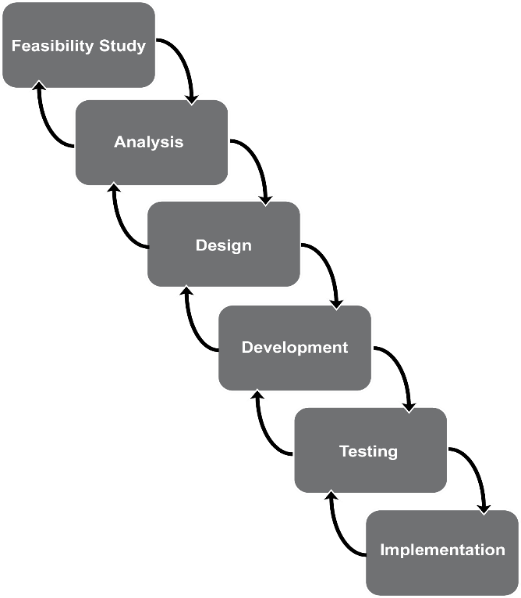 Feasibility Study
Analysis
Design
Development
Testing
Implementation